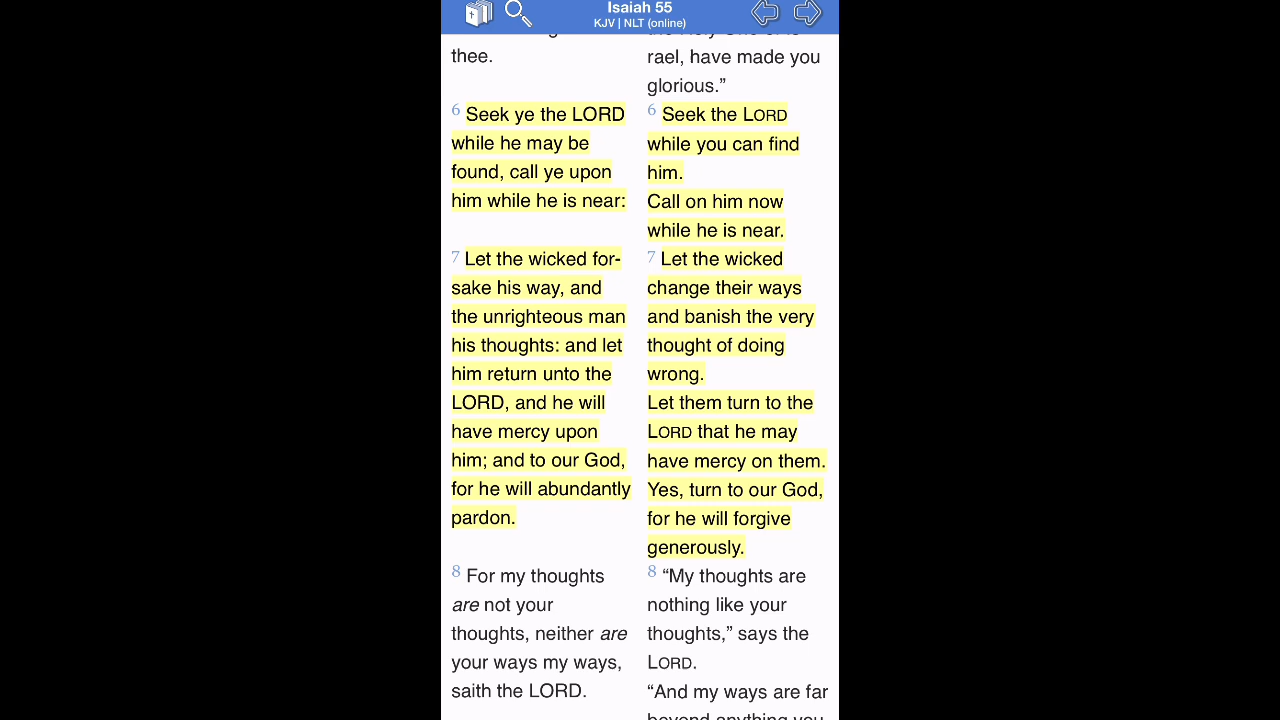 Isaiah 55
KJV | NLT (online)
thee.
6 Seek ye the LORD
while he may be
found, call ye upon
him while he is near:
7 Let the wicked for-
sake his way, and
the unrighteous man
his thoughts: and let
him return unto the
LORD, and he will
have mercy upon
him; and to our God,
for he will abundantly
pardon.
8 For my thoughts
are not your
thoughts, neither are
your ways my ways,
saith the LORD.
rael, have made you
glorious.”
6 Seek the LORD
while you can find
him.
Call on him now
while he is near.
7 Let the wicked
change their ways
and banish the very
thought of doing
wrong.
Let them turn to the
LORD that he may
have mercy on them.
Yes, turn to our God,
for he will forgive
generously.
8 “My thoughts are
nothing like your
thoughts,” says the
LORD.
“And my ways are far
beyond anything you